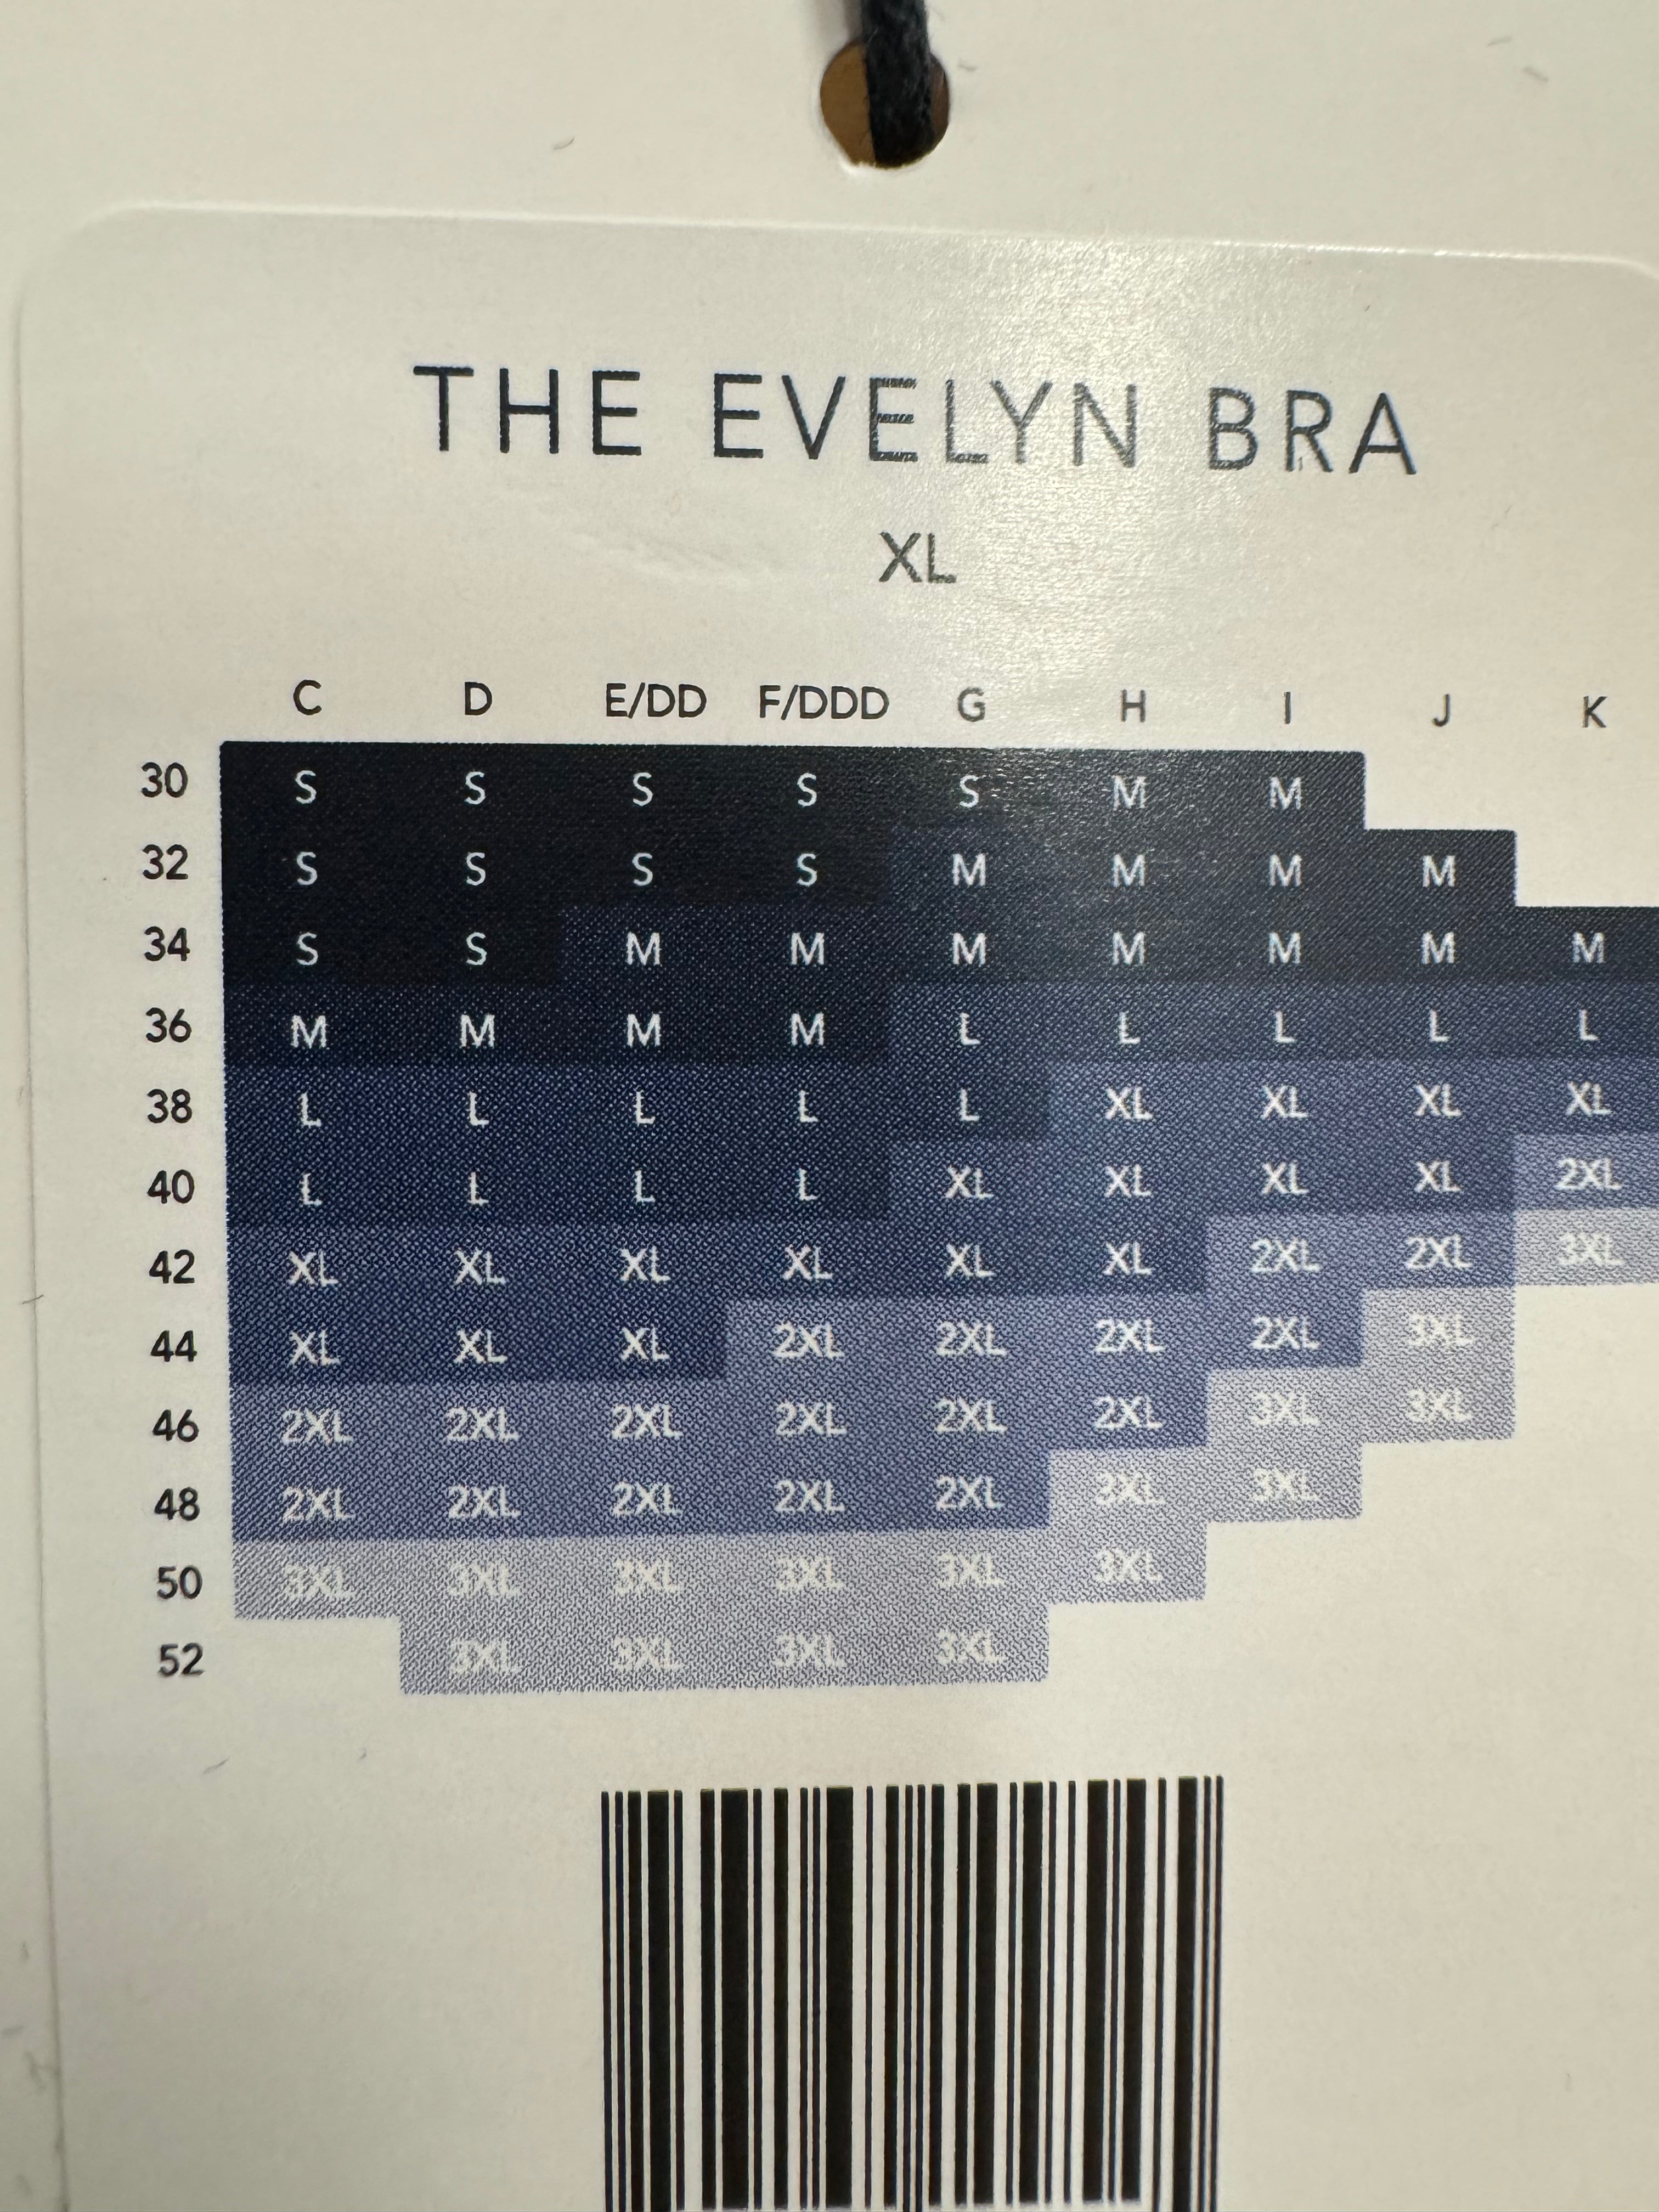 THE EVELYN BRA
XL
C D E/DD F/DDD G H I J K
30 S S S S S M M
32 S S S S M M M M
34 S S M M M M M M M
36 M M M M L L L L L
38 L L L L L XL XL XL XL
40 L L L L XL XL XL XL 2XL
42 XL XL XL XL XL XL 2XL 2XL 3XL
44 XL XL XL 2XL 2XL 2XL 2XL 3XL
46 2XL 2XL 2XL 2XL 2XL 2XL 3XL 3XL
48 2XL 2XL 2XL 2XL 2XL 3XL 3XL
50 3XL 3XL 3XL 3XL 3XL 3XL
52 3XL 3XL 3XL 3XL